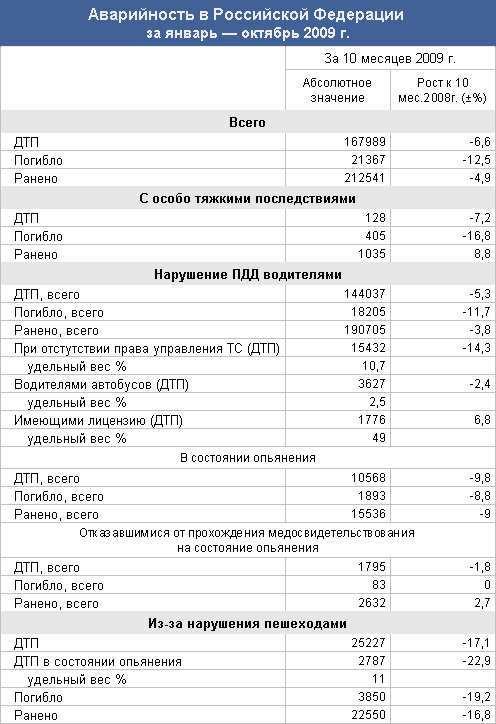 Аварийность в Российской Федерации
за январь — октябрь 2009 г.
За 10 месяцев 2009 г.
Абсолютное значение
Рост к 10 мес.2008г. (±%)
Всего
ДТП 167989 -6,6
Погибло 21367 -12,5
Ранено 212541 -4,9
С особо тяжкими последствиями
ДТП 128 -7,2
Погибло 405 -16,8
Ранено 1035 8,8
Нарушение ПДД водителями
ДТП, всего 144037 -5,3
Погибло, всего 18205 -11,7
Ранено, всего 190705 -3,8
При отстутствии права управления ТС (ДТП) 15432 -14,3
удельный вес % 10,7
Водителями автобусов (ДТП) 3627 -2,4
удельный вес % 2,5
Имеющими лицензию (ДТП) 1776 6,8
удельный вес % 49
В состоянии опьянения
ДТП, всего 10568 -9,8
Погибло, всего 1893 -8,8
Ранено, всего 15536 -9
Отказавшимися от прохождения медосвидетельствования
на состояние опьянения
ДТП, всего 1795 -1,8
Погибло, всего 83 0
Ранено, всего 2632 2,7
Из-за нарушения пешеходами
ДТП 25227 -17,1
ДТП в состоянии опьянения 2787 -22,9
удельный вес % 11
Погибло 3850 -19,2
Ранено 22550 -16,8